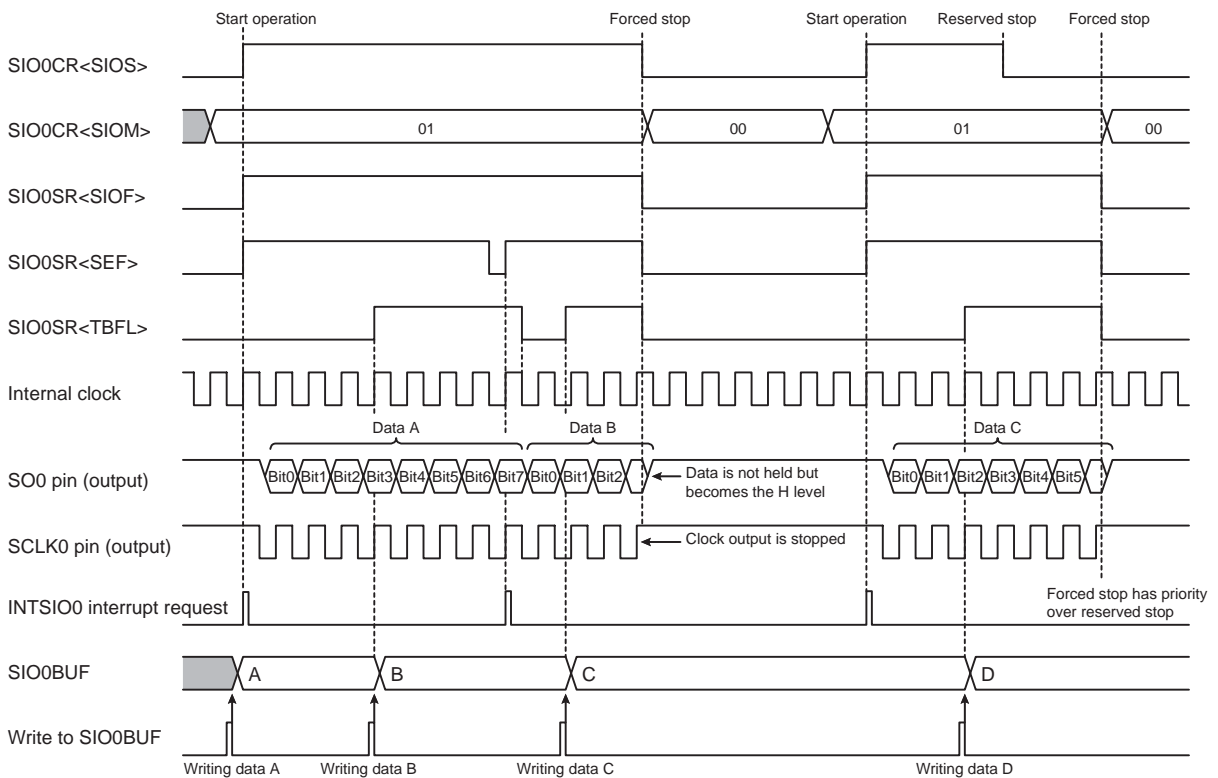 Start operation Forced stop Start operation Reserved stop Forced stop
SIO0CR<SIOS>
SIO0CR<SIOM> 01 00 01 00
SIO0SR<SIOF>
SIO0SR<SEF>
SIO0SR<TBFL>
Internal clock
Data A Data B Data C
SO0 pin (output) Bit0 Bit1 Bit2 Bit3 Bit4 Bit5 Bit6 Bit7 Bit0 Bit1 Bit2 Bit0 Bit1 Bit2 Bit3 Bit4 Bit5
Data is not held but
becomes the H level
SCLK0 pin (output) Clock output is stopped
INTSIO0 interrupt request
Forced stop has priority
over reserved stop
SIO0BUF A B C D
Write to SIO0BUF
Writing data A Writing data B Writing data C Writing data D